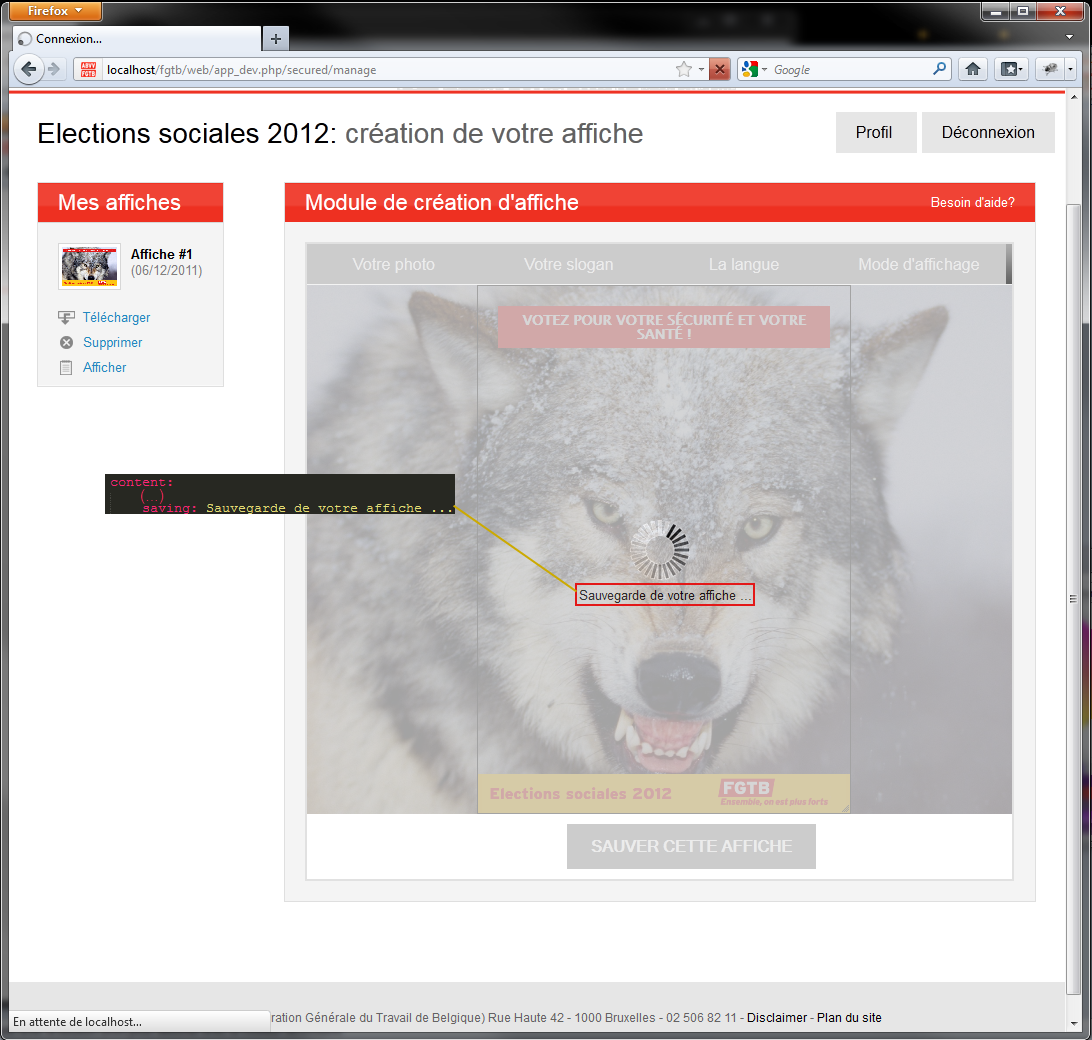 Firefox
Connexion...
ABVV
FGTB
localhost/fgtb/web/app_dev.php/secured/manage
Google
Elections sociales 2012: création de votre affiche
Profil
Déconnexion
Mes affiches
Affiche #1
(06/12/2011)
Télécharger
Supprimer
Afficher
Module de création d'affiche
Besoin d'aide?
Votre photo
Votre slogan
La langue
Mode d'affichage
VOTEZ POUR VOTRE SÉCURITÉ ET VOTRE
SANTÉ !
content:
(...)
saving: Sauvegarde de votre affiche ...
Sauvegarde de votre affiche ...
Elections sociales 2012
FGTB
Ensemble, on est plus forts
SAUVER CETTE AFFICHE
ration Générale du Travail de Belgique) Rue Haute 42 - 1000 Bruxelles - 02 506 82 11 - Disclaimer - Plan du site
En attente de localhost...